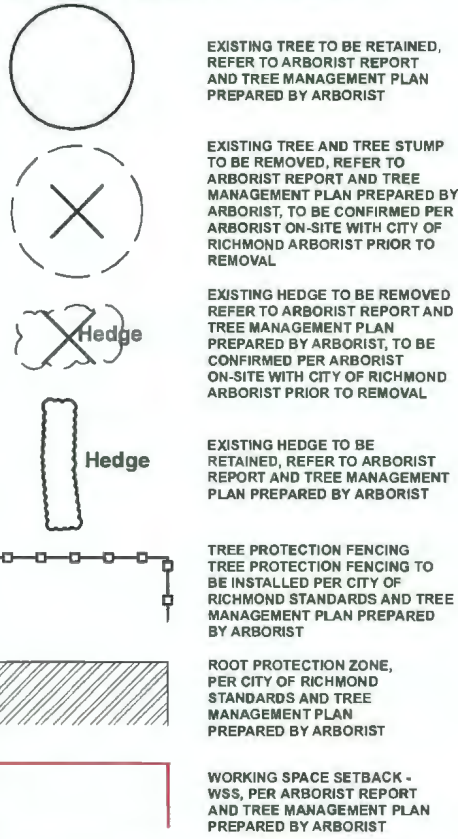 EXISTING TREE TO BE RETAINED,
REFER TO ARBORIST REPORT
AND TREE MANAGEMENT PLAN
PREPARED BY ARBORIST
EXISTING TREE AND TREE STUMP
TO BE REMOVED, REFER TO
ARBORIST REPORT AND TREE
MANAGEMENT PLAN PREPARED BY
ARBORIST, TO BE CONFIRMED PER
ARBORIST ON-SITE WITH CITY OF
RICHMOND ARBORIST PRIOR TO
REMOVAL
Hedge
EXISTING HEDGE TO BE REMOVED
REFER TO ARBORIST REPORT AND
TREE MANAGEMENT PLAN
PREPARED BY ARBORIST, TO BE
CONFIRMED PER ARBORIST
ON-SITE WITH CITY OF RICHMOND
ARBORIST PRIOR TO REMOVAL
Hedge
EXISTING HEDGE TO BE
RETAINED, REFER TO ARBORIST
REPORT AND TREE MANAGEMENT
PLAN PREPARED BY ARBORIST
TREE PROTECTION FENCING
TREE PROTECTION FENCING TO
BE INSTALLED PER CITY OF
RICHMOND STANDARDS AND TREE
MANAGEMENT PLAN PREPARED
BY ARBORIST
ROOT PROTECTION ZONE,
PER CITY OF RICHMOND
STANDARDS AND TREE
MANAGEMENT PLAN
PREPARED BY ARBORIST
WORKING SPACE SETBACK -
WSS, PER ARBORIST REPORT
AND TREE MANAGEMENT PLAN
PREPARED BY ARBORIST